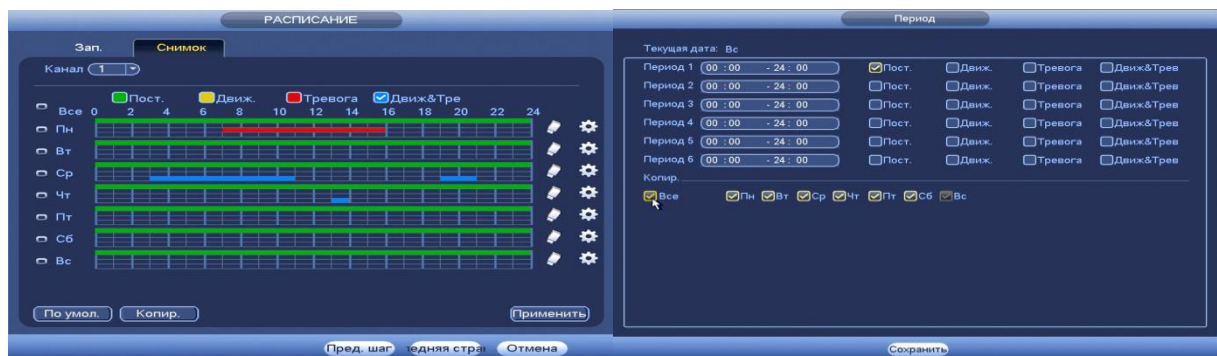 РАСПИСАНИЕ
Зап. Снимок
Канал 1
Пост. Движ. Тревога Движ&Тре
Все 0 2 4 6 8 10 12 14 16 18 20 22 24
Пн
Вт
Ср
Чт
Пт
Сб
Вс
По умол. Копир. Применить
Пред. шаг едняя стра Отмена
Период
Текущая дата: Вс
Период 1 00 :00 - 24: 00 Пост. Движ. Тревога Движ&Трев
Период 2 00 :00 - 24: 00 Пост. Движ. Тревога Движ&Трев
Период 3 00 :00 - 24: 00 Пост. Движ. Тревога Движ&Трев
Период 4 00 :00 - 24: 00 Пост. Движ. Тревога Движ&Трев
Период 5 00 :00 - 24: 00 Пост. Движ. Тревога Движ&Трев
Период 6 00 :00 - 24: 00 Пост. Движ. Тревога Движ&Трев
Копир.
Все Пн Вт Ср Чт Пт Сб Вс
Сохранить